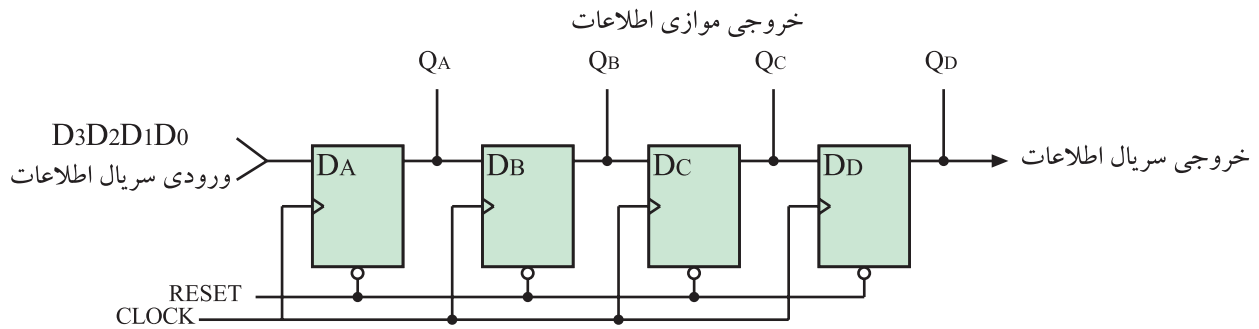 خروجی موازی اطلاعات
QA QB QC QD
D3D2D1D0
ورودی سریال اطلاعات
DA DB DC DD
خروجی سریال اطلاعات
RESET
CLOCK